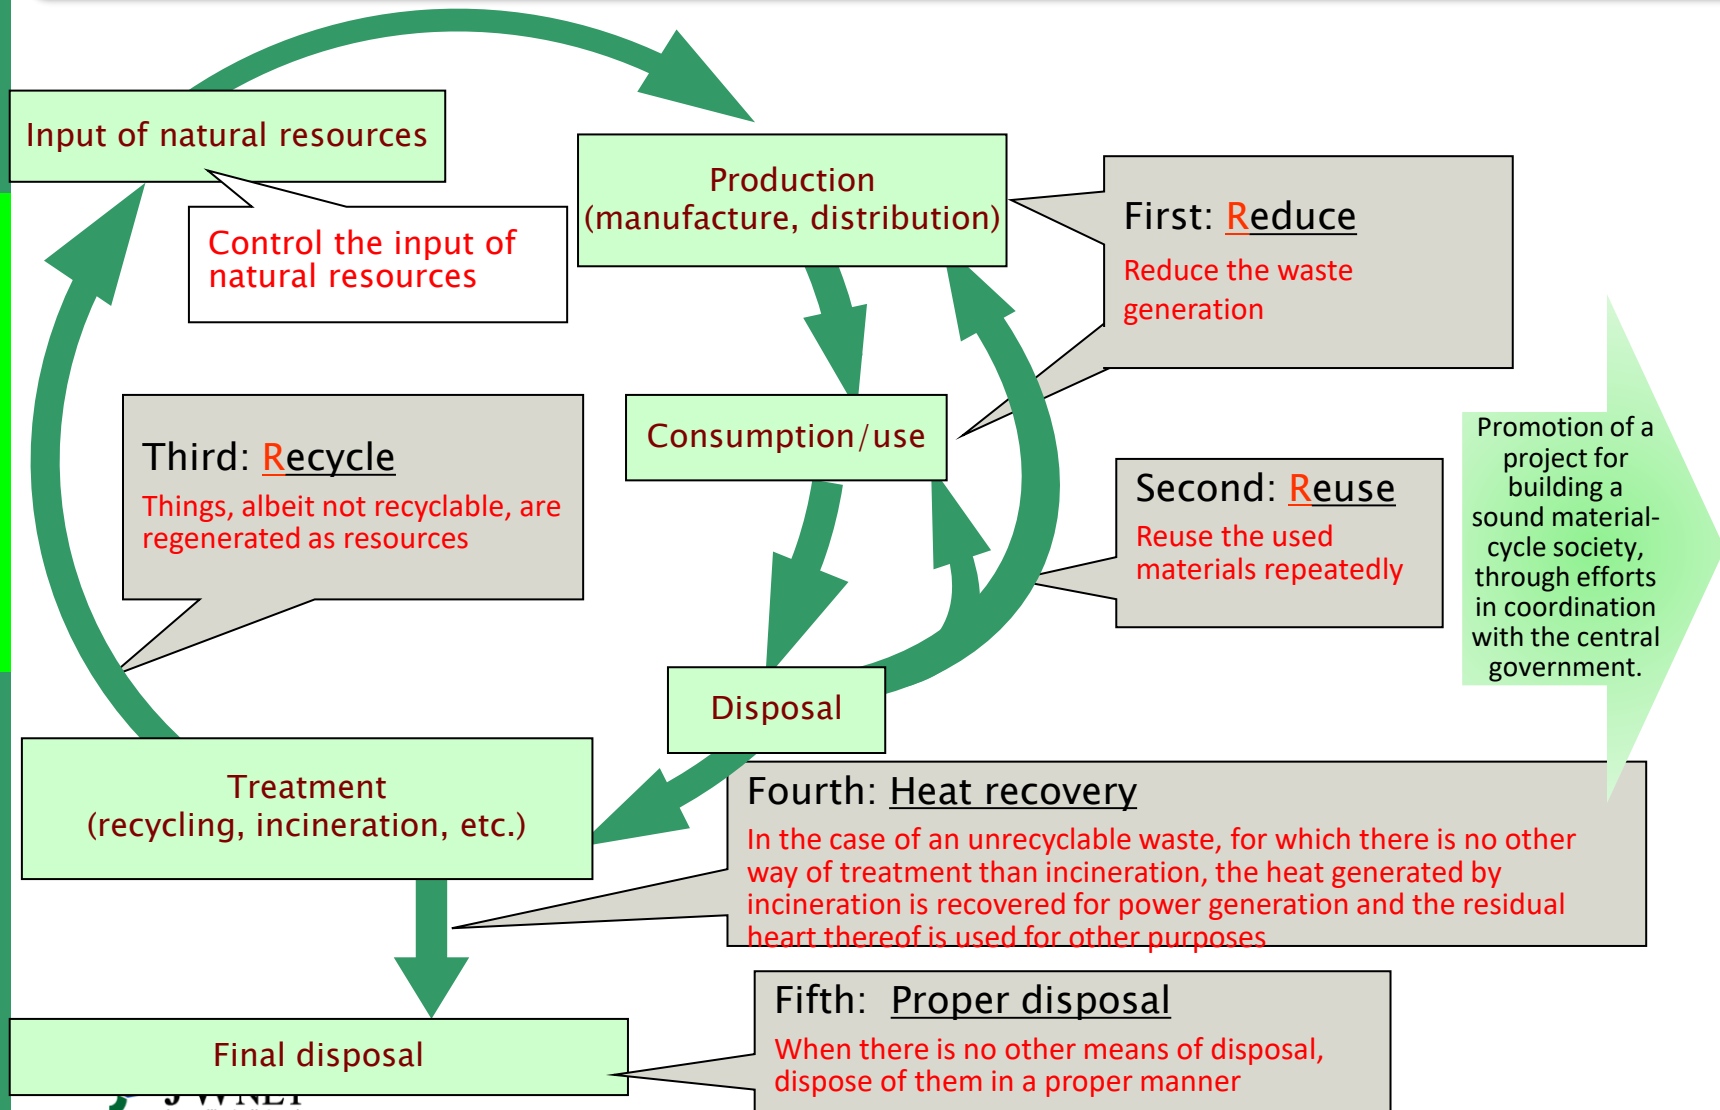 Input of natural resources
Control the input of
natural resources
Production
(manufacture, distribution)
First: Reduce
Reduce the waste
generation
Third: Recycle
Things, albeit not recyclable, are
regenerated as resources
Consumption/use
Second: Reuse
Reuse the used
materials repeatedly
Promotion of a
project for
building a
sound material-
cycle society,
through efforts
in coordination
with the central
government.
Disposal
Treatment
(recycling, incineration, etc.)
Fourth: Heat recovery
In the case of an unrecyclable waste, for which there is no other
way of treatment than incineration, the heat generated by
incineration is recovered for power generation and the residual
heart thereof is used for other purposes
Final disposal
Fifth: Proper disposal
When there is no other means of disposal,
dispose of them in a proper manner